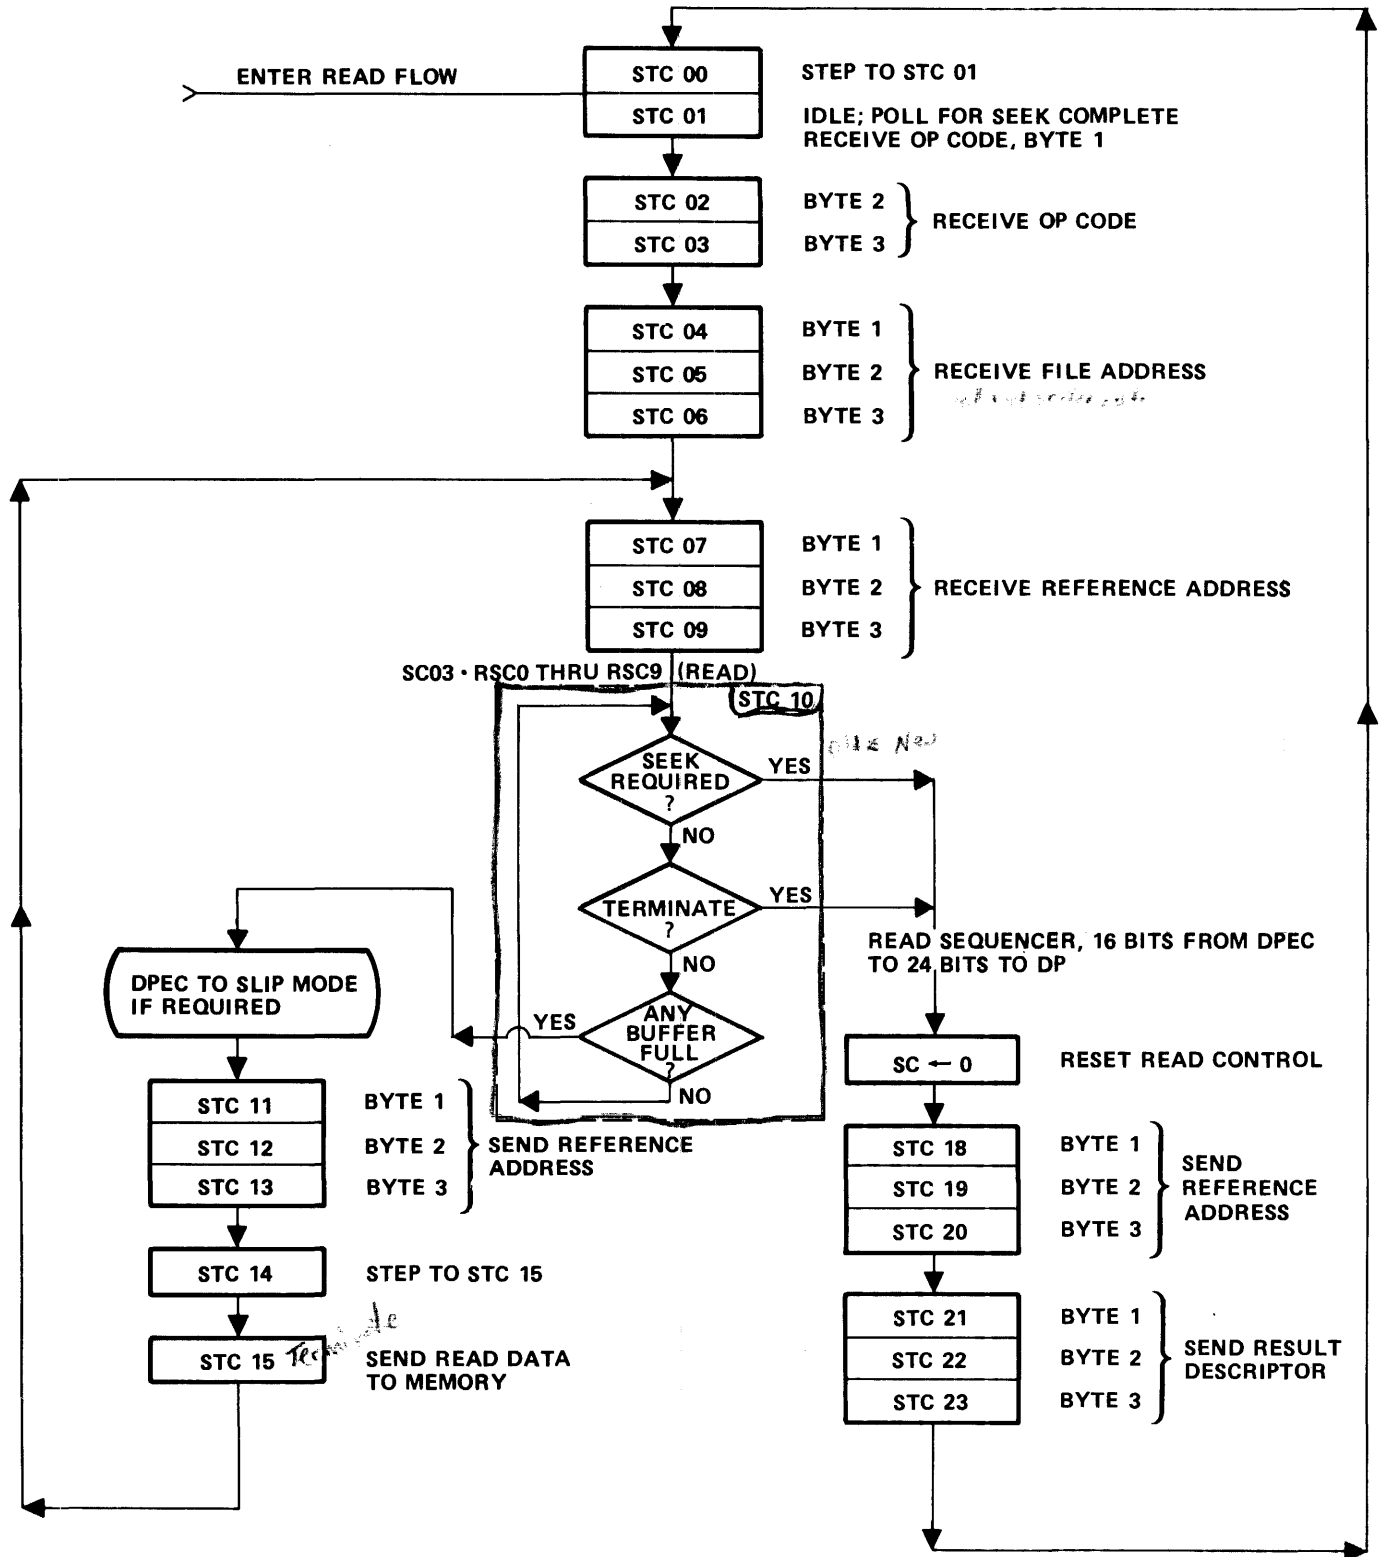 ENTER READ FLOW
STC 00
STEP TO STC 01
STC 01
IDLE; POLL FOR SEEK COMPLETE
RECEIVE OP CODE, BYTE 1
STC 02
BYTE 2
STC 03
BYTE 3
RECEIVE OP CODE
STC 04
BYTE 1
STC 05
BYTE 2
STC 06
BYTE 3
RECEIVE FILE ADDRESS
STC 07
BYTE 1
STC 08
BYTE 2
STC 09
BYTE 3
RECEIVE REFERENCE ADDRESS
SC03 · RSC0 THRU RSC9 (READ)
STC 10
SEEK
REQUIRED
?
YES
NO
TERMINATE
?
YES
NO
ANY
BUFFER
FULL
?
YES
NO
DPEC TO SLIP MODE
IF REQUIRED
STC 11
BYTE 1
STC 12
BYTE 2
STC 13
BYTE 3
SEND REFERENCE
ADDRESS
STC 14
STEP TO STC 15
STC 15
Terminate
SEND READ DATA
TO MEMORY
READ SEQUENCER, 16 BITS FROM DPEC
TO 24 BITS TO DP
SC ← 0
RESET READ CONTROL
STC 18
BYTE 1
STC 19
BYTE 2
STC 20
BYTE 3
SEND
REFERENCE
ADDRESS
STC 21
BYTE 1
STC 22
BYTE 2
STC 23
BYTE 3
SEND RESULT
DESCRIPTOR